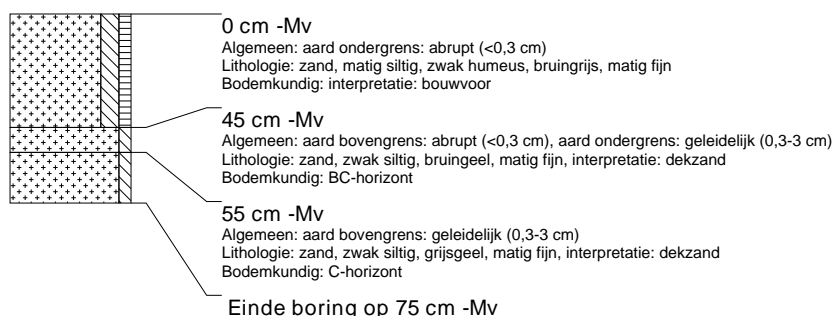 0 cm -Mv
Algemeen: aard ondergrens: abrupt (<0,3 cm)
Lithologie: zand, matig siltig, zwak humeus, bruingrijs, matig fijn
Bodemkundig: interpretatie: bouwvoor
45 cm -Mv
Algemeen: aard bovengrens: abrupt (<0,3 cm), aard ondergrens: geleidelijk (0,3-3 cm)
Lithologie: zand, zwak siltig, bruingeel, matig fijn, interpretatie: dekzand
Bodemkundig: BC-horizont
55 cm -Mv
Algemeen: aard bovengrens: geleidelijk (0,3-3 cm)
Lithologie: zand, zwak siltig, grijsgeel, matig fijn, interpretatie: dekzand
Bodemkundig: C-horizont
Einde boring op 75 cm -Mv